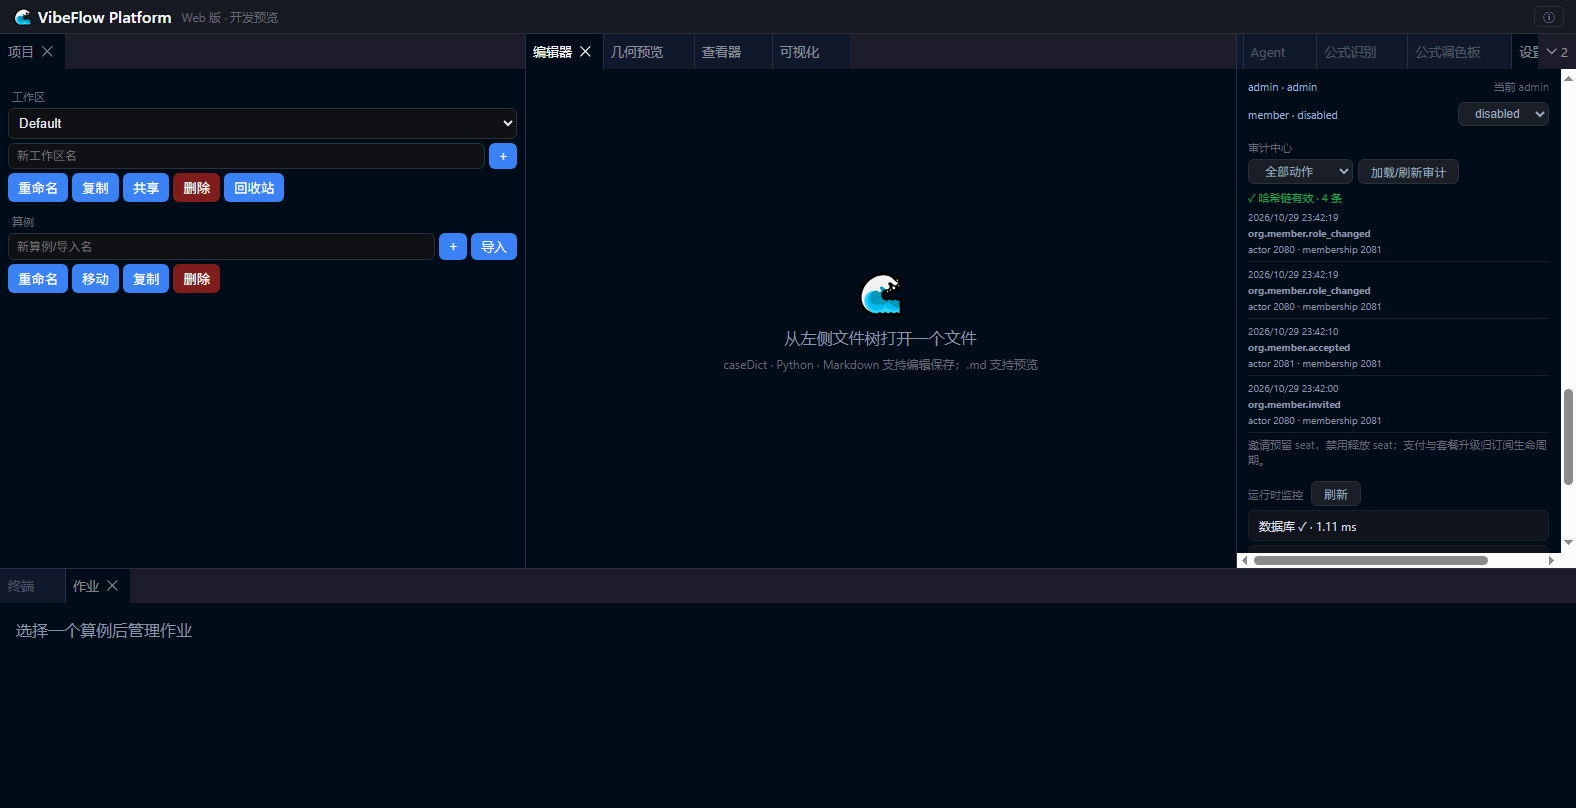 VibeFlow Platform Web 版 · 开发预览
项目
工作区
Default
新工作区名 +
重命名 复制 共享 删除 回收站
算例
新算例/导入名 + 导入
重命名 移动 复制 删除
编辑器 几何预览 查看器 可视化
从左侧文件树打开一个文件
caseDict · Python · Markdown 支持编辑保存；.md 支持预览
Agent 公式识别 公式调色板 设置 2
admin · admin 当前 admin
member · disabled disabled
审计中心
全部动作 加载/刷新审计
✓ 哈希链有效 · 4 条
2026/10/29 23:42:19
org.member.role_changed
actor 2080 · membership 2081
2026/10/29 23:42:19
org.member.role_changed
actor 2080 · membership 2081
2026/10/29 23:42:10
org.member.accepted
actor 2081 · membership 2081
2026/10/29 23:42:00
org.member.invited
actor 2080 · membership 2081
邀请预留 seat，禁用释放 seat；支付与套餐升级归订阅生命周
期。
运行时监控 刷新
数据库 ✓ · 1.11 ms
终端 作业
选择一个算例后管理作业